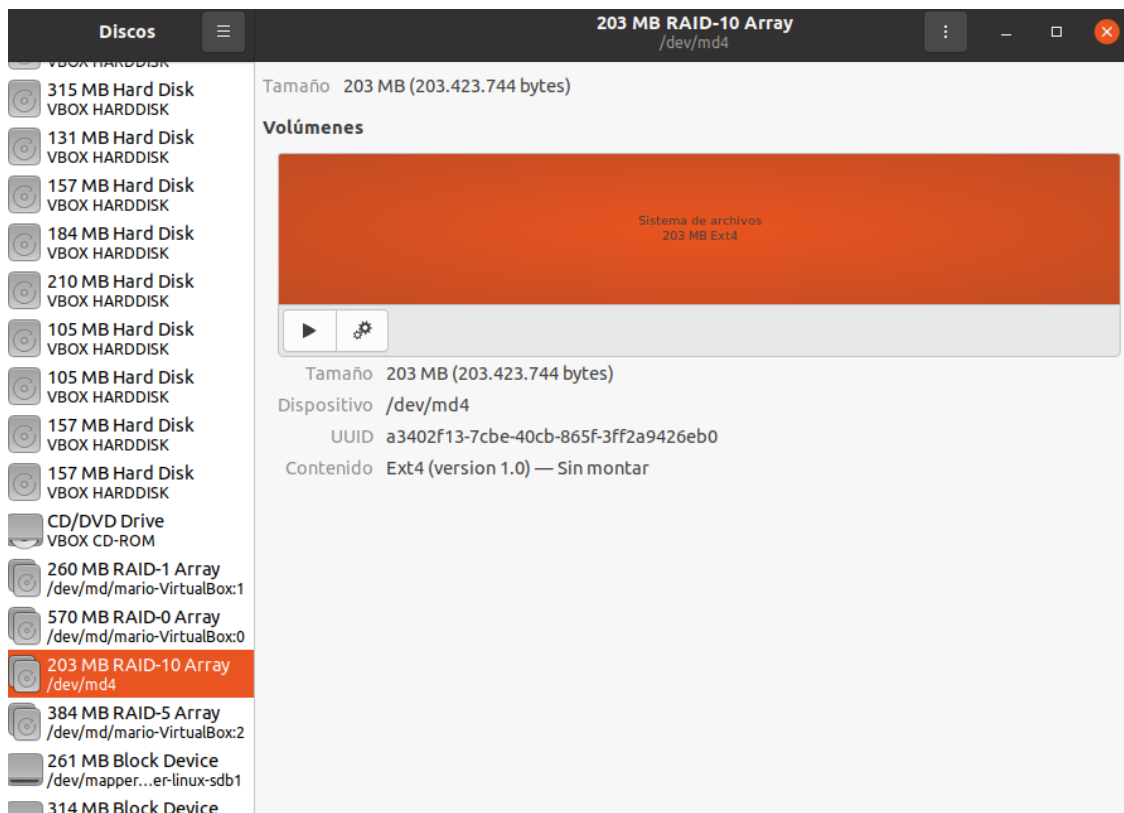 Discos
203 MB RAID-10 Array
/dev/md4
VBOX HARDDISK
315 MB Hard Disk
VBOX HARDDISK
131 MB Hard Disk
VBOX HARDDISK
157 MB Hard Disk
VBOX HARDDISK
184 MB Hard Disk
VBOX HARDDISK
210 MB Hard Disk
VBOX HARDDISK
105 MB Hard Disk
VBOX HARDDISK
105 MB Hard Disk
VBOX HARDDISK
157 MB Hard Disk
VBOX HARDDISK
157 MB Hard Disk
VBOX HARDDISK
CD/DVD Drive
VBOX CD-ROM
260 MB RAID-1 Array
/dev/md/mario-VirtualBox:1
570 MB RAID-0 Array
/dev/md/mario-VirtualBox:0
203 MB RAID-10 Array
/dev/md4
384 MB RAID-5 Array
/dev/md/mario-VirtualBox:2
261 MB Block Device
/dev/mapper...er-linux-sdb1
314 MB Block Device
Tamaño 203 MB (203.423.744 bytes)
Volúmenes
Sistema de archivos
203 MB Ext4
Tamaño 203 MB (203.423.744 bytes)
Dispositivo /dev/md4
UUID a3402f13-7cbe-40cb-865f-3ff2a9426eb0
Contenido Ext4 (version 1.0) — Sin montar